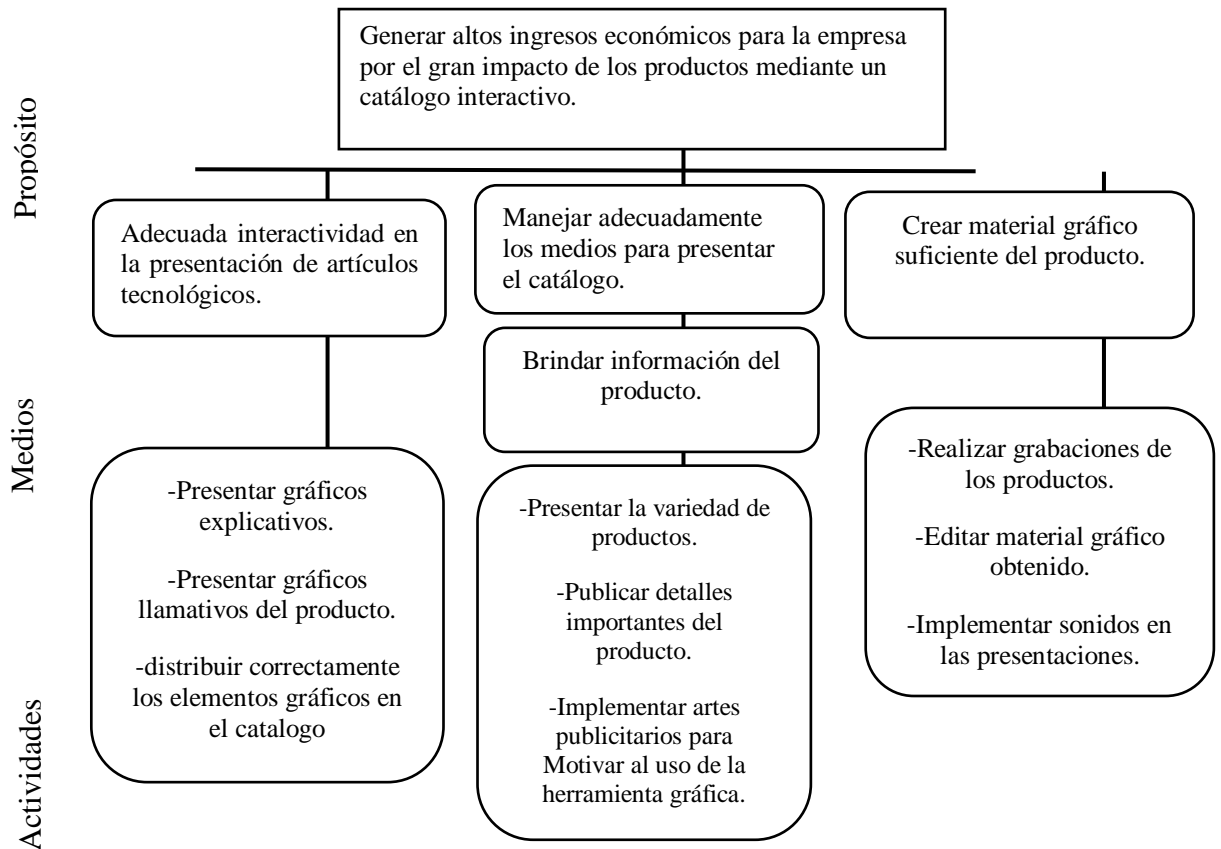 Propósito
Medios
Actividades
Generar altos ingresos económicos para la empresa
por el gran impacto de los productos mediante un
catálogo interactivo.
Adecuada interactividad en
la presentación de artículos
tecnológicos.
Manejar adecuadamente
los medios para presentar
el catálogo.
Crear material gráfico
suficiente del producto.
Brindar información del
producto.
-Presentar gráficos
explicativos.
-Presentar gráficos
llamativos del producto.
-distribuir correctamente
los elementos gráficos en
el catalogo
-Presentar la variedad de
productos.
-Publicar detalles
importantes del
producto.
-Implementar artes
publicitarios para
Motivar al uso de la
herramienta gráfica.
-Realizar grabaciones de
los productos.
-Editar material gráfico
obtenido.
-Implementar sonidos en
las presentaciones.